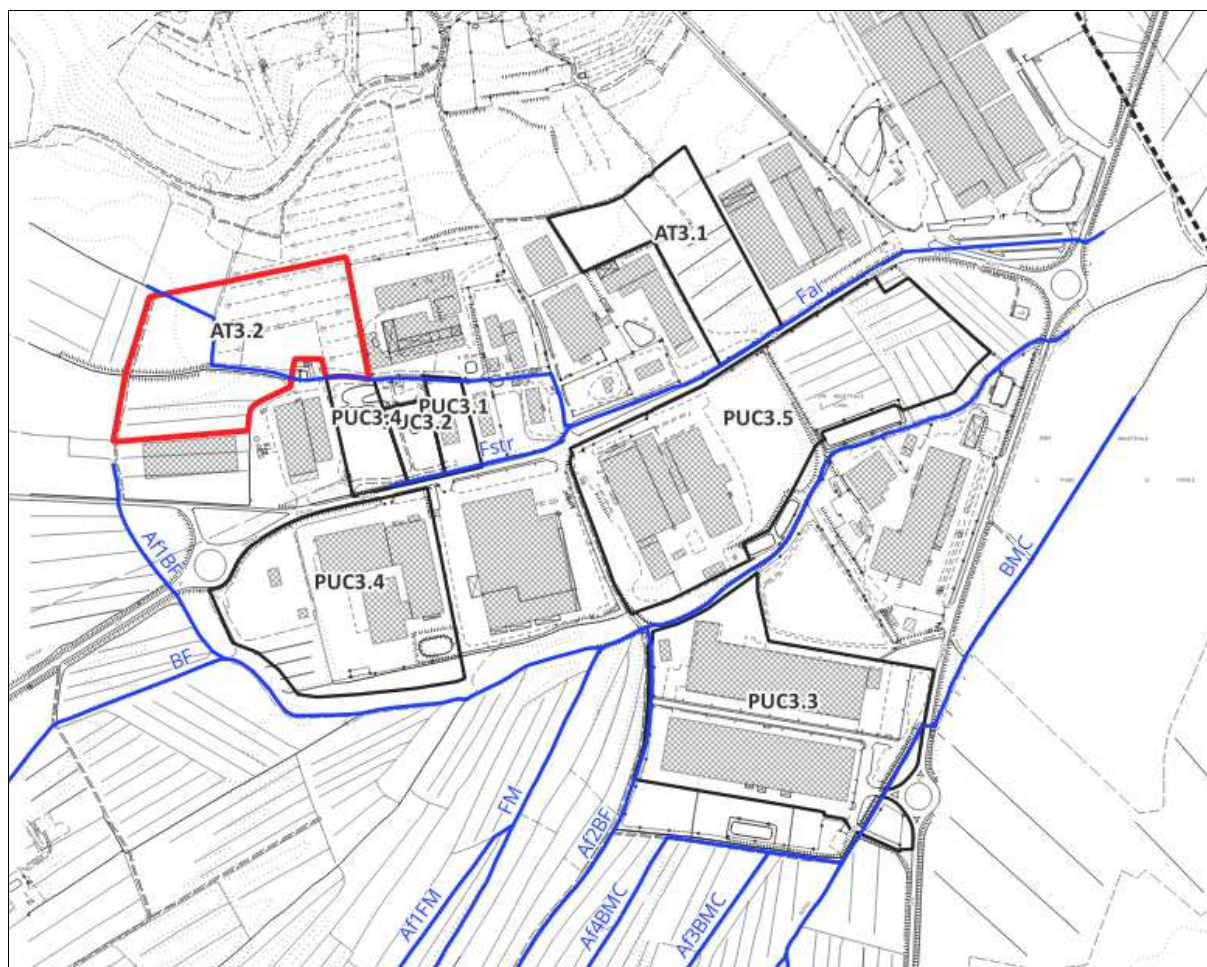 AT3.1
Fal
AT3.2
PUC3.1
PUC3.4
UC3.2
PUC3.5
Fstr
Af1BF
BMC
PUC3.4
BF
PUC3.3
FM
Af2BF
Af1FM
Af4BMC
Af3BMC